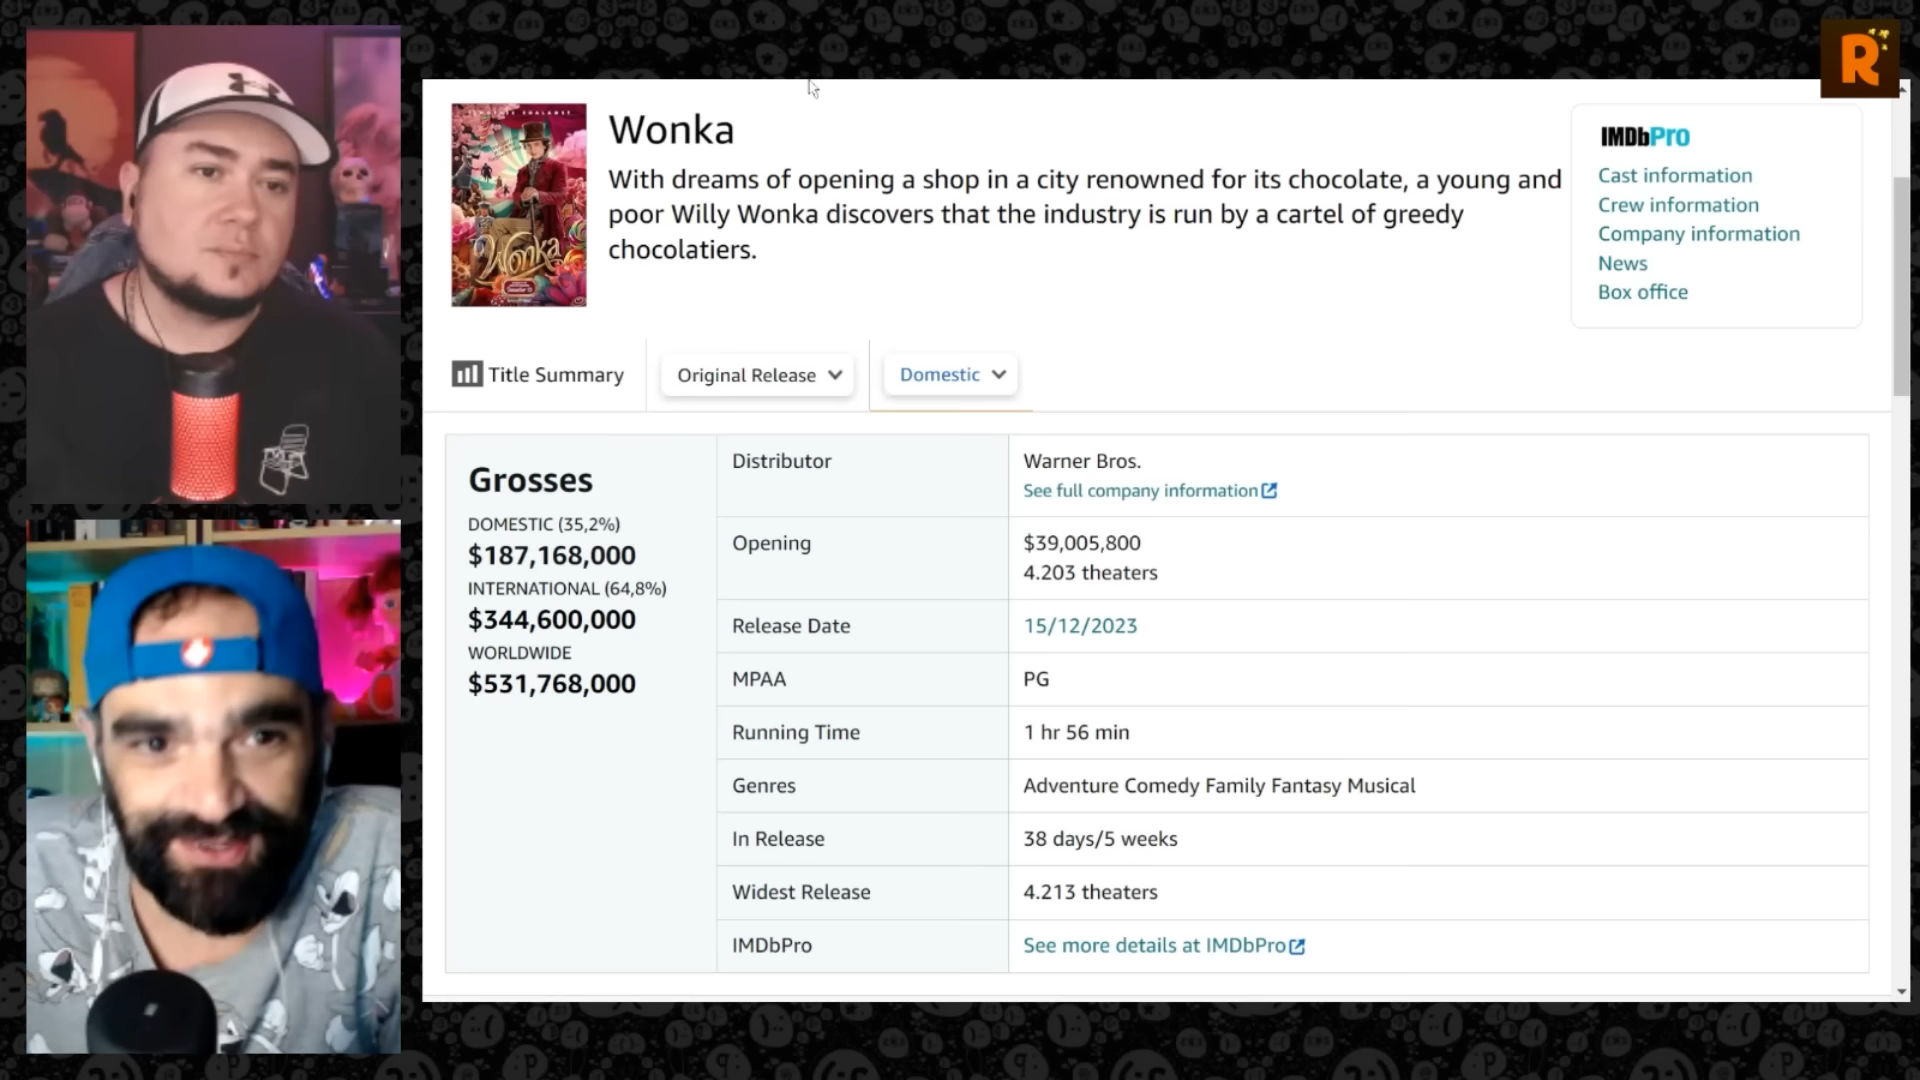 R
Wonka
With dreams of opening a shop in a city renowned for its chocolate, a young and
poor Willy Wonka discovers that the industry is run by a cartel of greedy
chocolatiers.
Wonka
IMDbPro
Cast information
Crew information
Company information
News
Box office
Title Summary
Original Release
Domestic
Grosses
DOMESTIC (35,2%)
$187,168,000
INTERNATIONAL (64,8%)
$344,600,000
WORLDWIDE
$531,768,000
Distributor
Warner Bros.
See full company information
Opening
$39,005,800
4.203 theaters
Release Date
15/12/2023
MPAA
PG
Running Time
1 hr 56 min
Genres
Adventure Comedy Family Fantasy Musical
In Release
38 days/5 weeks
Widest Release
4.213 theaters
IMDbPro
See more details at IMDbPro